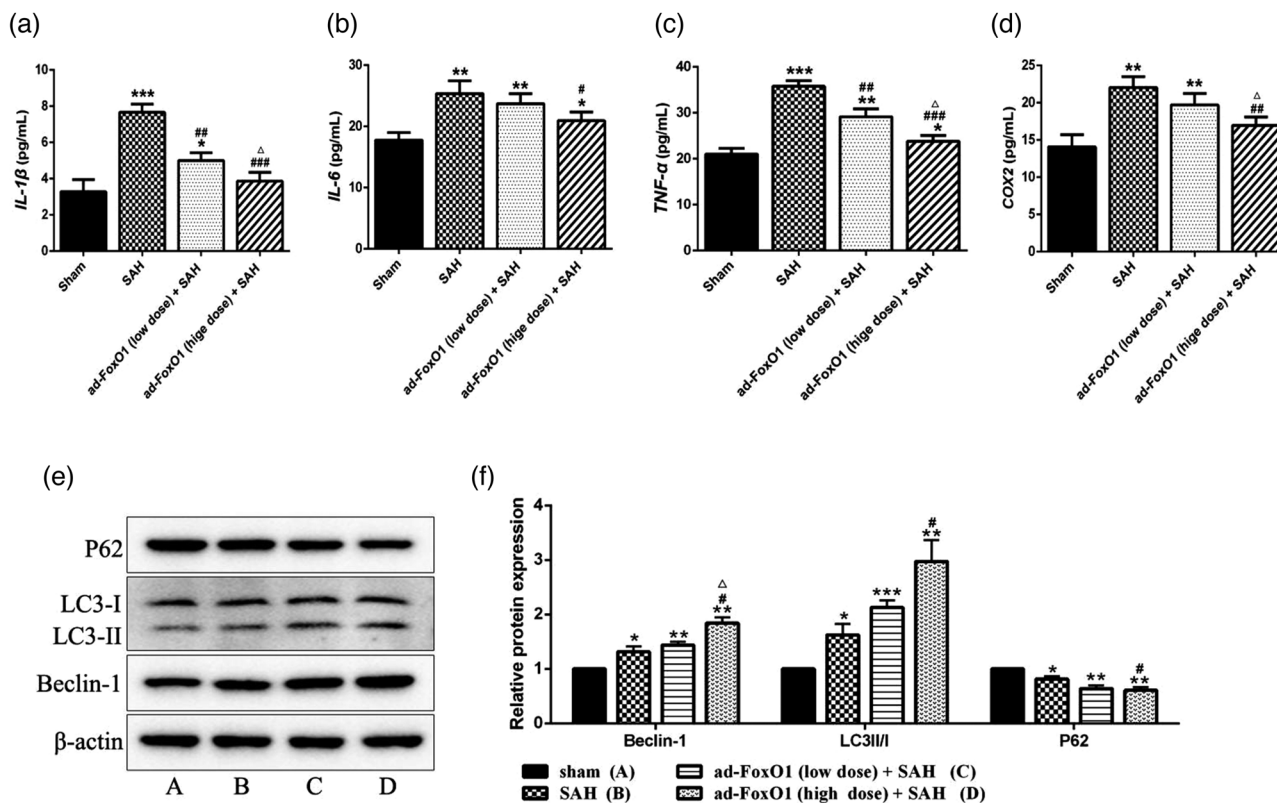 (a)
IL-1β (pg/mL)
10
8
6
4
2
0
***
##
*
△
###
Sham
SAH
ad-FoxO1 (low dose) + SAH
ad-FoxO1 (hige dose) + SAH
(b)
IL-6 (pg/mL)
30
20
10
0
**
**
#
*
Sham
SAH
ad-FoxO1 (low dose) + SAH
ad-FoxO1 (hige dose) + SAH
(c)
TNF-α (pg/mL)
40
30
20
10
0
***
##
**
△
###
*
Sham
SAH
ad-FoxO1 (low dose) + SAH
ad-FoxO1 (hige dose) + SAH
(d)
COX2 (pg/mL)
25
20
15
10
5
0
**
**
△
##
Sham
SAH
ad-FoxO1 (low dose) + SAH
ad-FoxO1 (hige dose) + SAH
(e)
P62
LC3-I
LC3-II
Beclin-1
β-actin
A B C D
(f)
Relative protein expression
4
3
2
1
0
*
**
△
#
**
*
***
#
**
*
**
#
**
Beclin-1 LC3II/I P62
sham (A) ad-FoxO1 (low dose) + SAH (C)
SAH (B) ad-FoxO1 (high dose) + SAH (D)